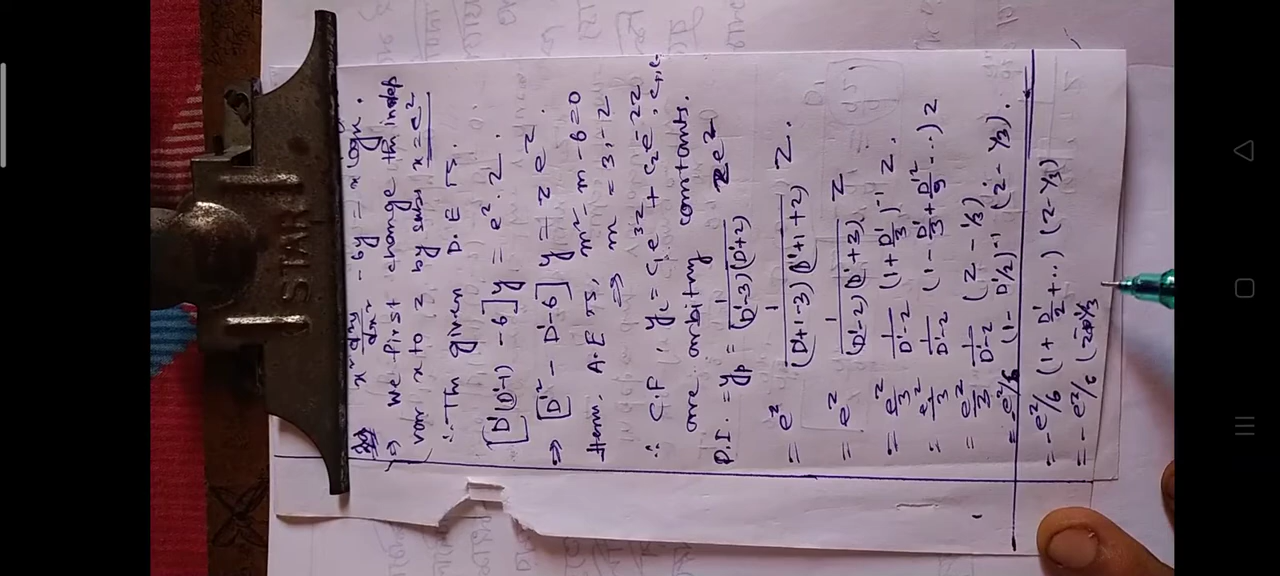 x² d²y/dx² - 6y = x logx.
⇒ We first change the indep
var. x to z by subs x = e^z
∴ The given D.E is.
[D'(D'-1) -6]y = e^z · z.
⇒ [D'² - D' -6] y = z e^z.
Here, A.E is, m² - m - 6 = 0
⇒ m = 3, -2
∴ C.F, y_c = c₁e^3z + c₂e^-2z, c₁, c
are arbitray constants.
P.I. = y_p = 1/(D'-3)(D'+2) z e^z
= e^z 1/(D'+1-3)(D'+1+2) z.
= e^z 1/(D'-2)(D'+3) z
= e^z/3 1/D'-2 (1+D'/3)^-1 z.
= e^z/3 1/D'-2 (1 - D'/3 + D'²/9 ...) z
= e^z/3 1/D'-2 (z - 1/3)
= -e^z/6 (1 - D'/2)^-1 (z - 1/3).
= -e^z/6 (1 + D'/2 + ...) (z - 1/3)
= - e^z/6 (z 1/3
STAR